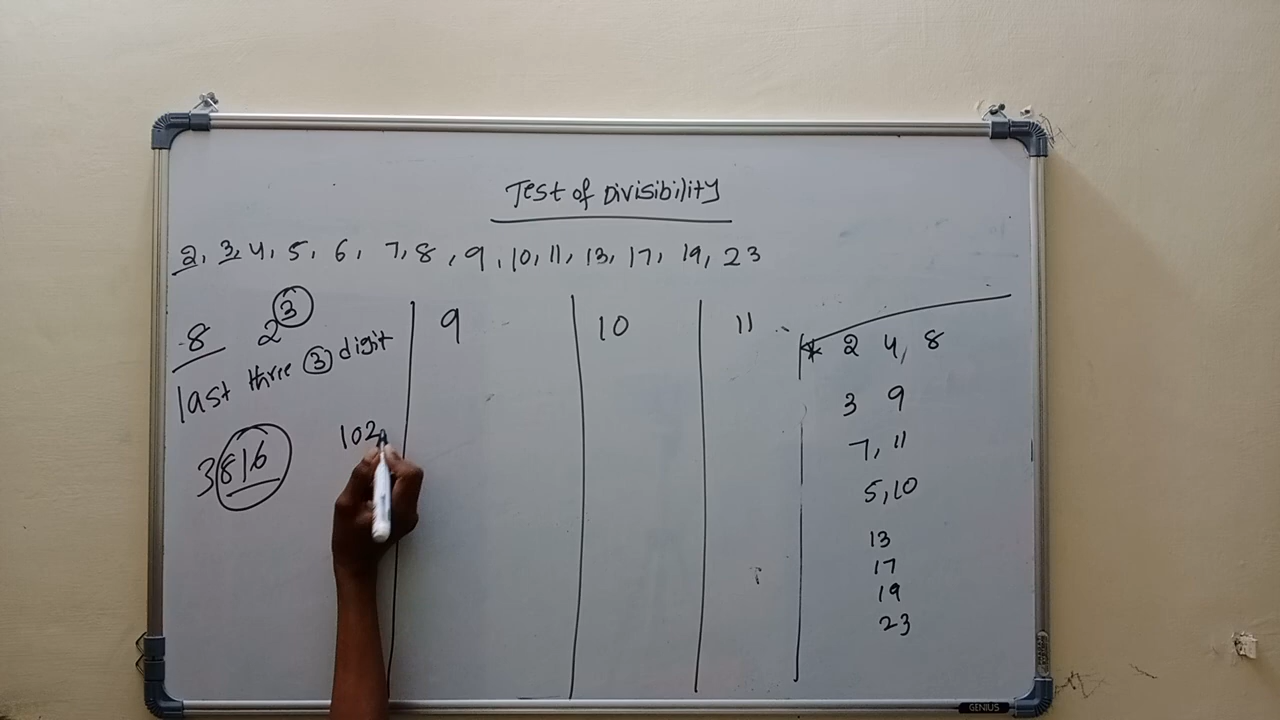 Test of Divisibility
2, 3, 4, 5, 6, 7, 8, 9, 10, 11, 13, 17, 19, 23
8 2³
last three 3 digit
3816
102
9
10
11
* 2 4, 8
3 9
7, 11
5, 10
13
17
19
23
GENIUS